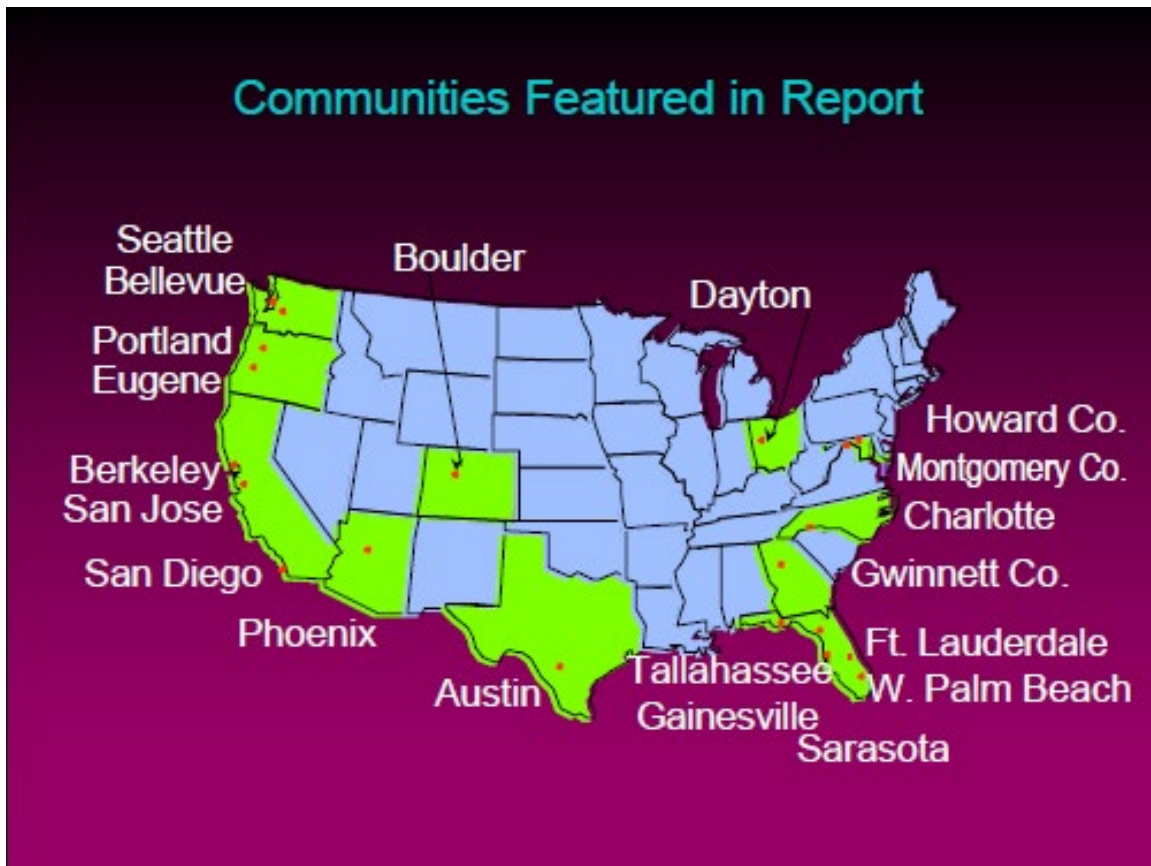 Communities Featured in Report
Seattle
Bellevue
Boulder
Dayton
Portland
Eugene
Howard Co.
Berkeley
Montgomery Co.
San Jose
Charlotte
San Diego
Gwinnett Co.
Phoenix
Ft. Lauderdale
Tallahassee
Austin
W. Palm Beach
Gainesville
Sarasota